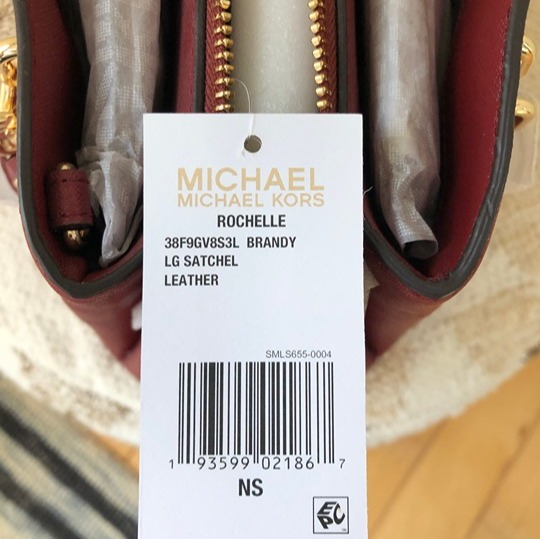 MICHAEL
MICHAEL KORS
ROCHELLE
38F9GV8S3L BRANDY
LG SATCHEL
LEATHER
SMLS655-0004
1 93599 02186 7
NS
EPC